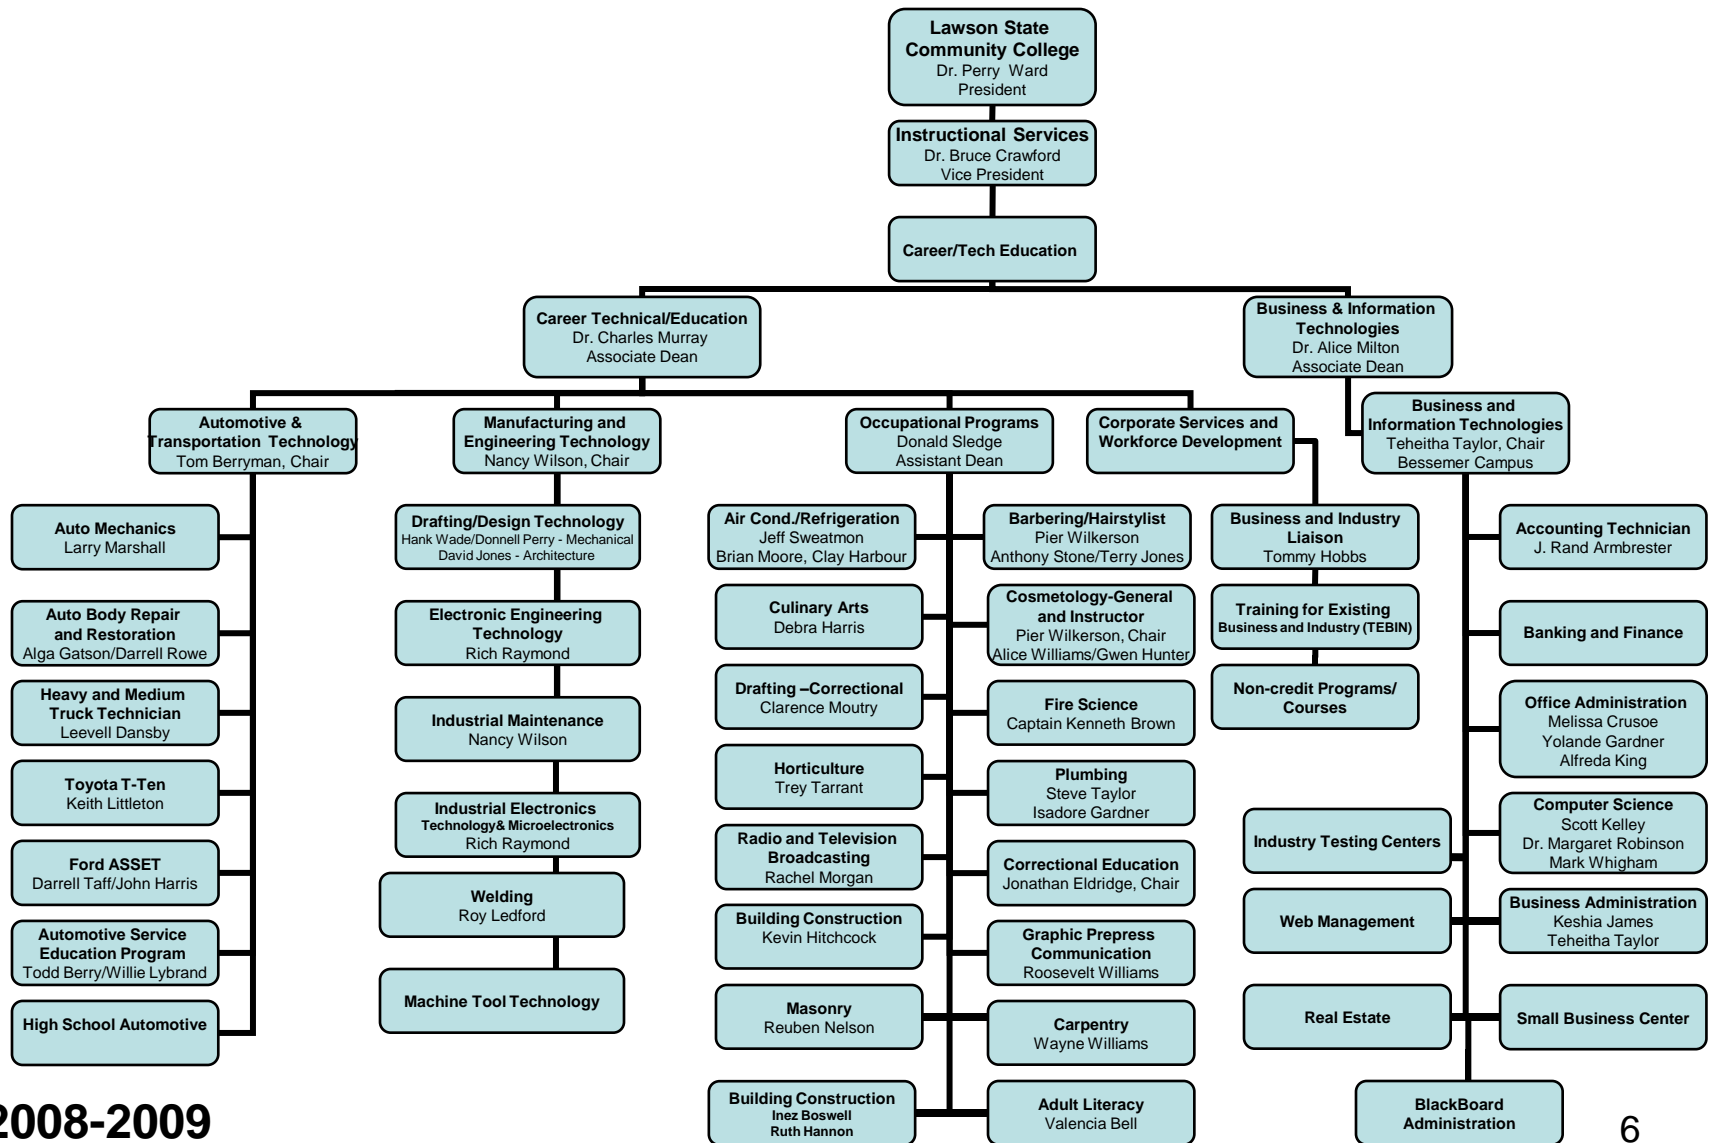 Lawson State
Community College
Dr. Perry Ward
President
Instructional Services
Dr. Bruce Crawford
Vice President
Career/Tech Education
Career Technical/Education
Dr. Charles Murray
Associate Dean
Business & Information
Technologies
Dr. Alice Milton
Associate Dean
Automotive &
Transportation Technology
Tom Berryman, Chair
Manufacturing and
Engineering Technology
Nancy Wilson, Chair
Occupational Programs
Donald Sledge
Assistant Dean
Corporate Services and
Workforce Development
Business and
Information Technologies
Teheitha Taylor, Chair
Bessemer Campus
Auto Mechanics
Larry Marshall
Auto Body Repair
and Restoration
Alga Gatson/Darrell Rowe
Heavy and Medium
Truck Technician
Leevell Dansby
Toyota T-Ten
Keith Littleton
Ford ASSET
Darrell Taff/John Harris
Automotive Service
Education Program
Todd Berry/Willie Lybrand
High School Automotive
Drafting/Design Technology
Hank Wade/Donnell Perry - Mechanical
David Jones - Architecture
Electronic Engineering
Technology
Rich Raymond
Industrial Maintenance
Nancy Wilson
Industrial Electronics
Technology& Microelectronics
Rich Raymond
Welding
Roy Ledford
Machine Tool Technology
Air Cond./Refrigeration
Jeff Sweatmon
Brian Moore, Clay Harbour
Culinary Arts
Debra Harris
Drafting –Correctional
Clarence Moutry
Horticulture
Trey Tarrant
Radio and Television
Broadcasting
Rachel Morgan
Building Construction
Kevin Hitchcock
Masonry
Reuben Nelson
Building Construction
Inez Boswell
Ruth Hannon
Barbering/Hairstylist
Pier Wilkerson
Anthony Stone/Terry Jones
Cosmetology-General
and Instructor
Pier Wilkerson, Chair
Alice Williams/Gwen Hunter
Fire Science
Captain Kenneth Brown
Plumbing
Steve Taylor
Isadore Gardner
Correctional Education
Jonathan Eldridge, Chair
Graphic Prepress
Communication
Roosevelt Williams
Carpentry
Wayne Williams
Adult Literacy
Valencia Bell
Business and Industry
Liaison
Tommy Hobbs
Training for Existing
Business and Industry (TEBIN)
Non-credit Programs/
Courses
Industry Testing Centers
Web Management
Real Estate
Accounting Technician
J. Rand Armbrester
Banking and Finance
Office Administration
Melissa Crusoe
Yolande Gardner
Alfreda King
Computer Science
Scott Kelley
Dr. Margaret Robinson
Mark Whigham
Business Administration
Keshia James
Teheitha Taylor
Small Business Center
BlackBoard
Administration
2008-2009
6